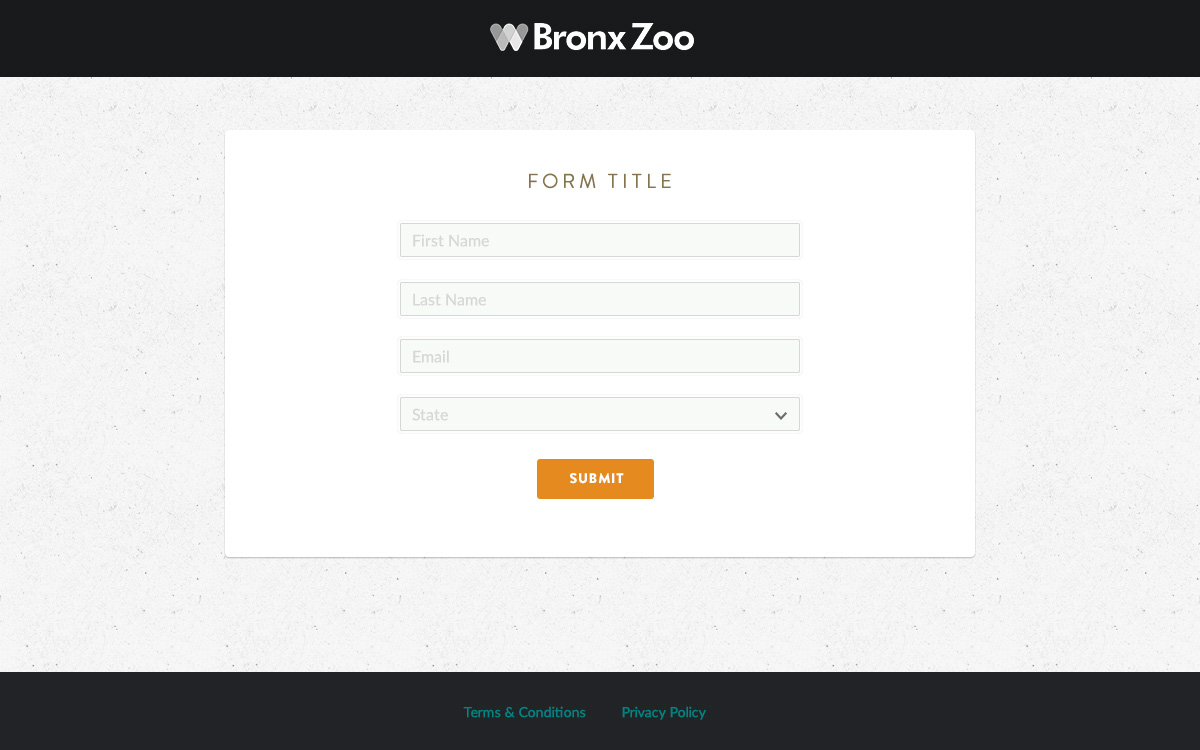 Bronx Zoo
FORM TITLE
First Name
Last Name
Email
State
SUBMIT
Terms & Conditions Privacy Policy